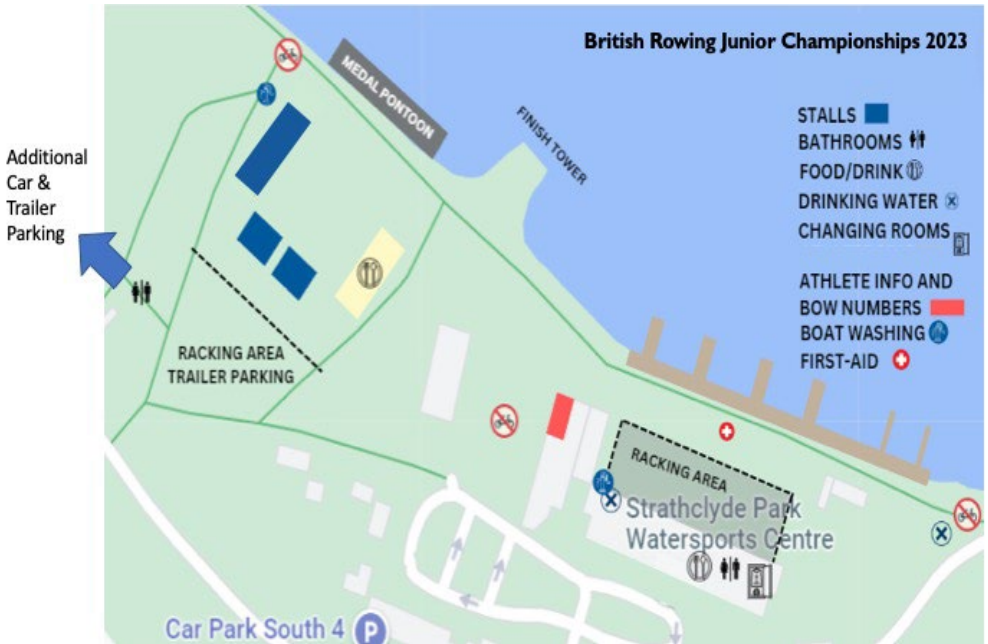 British Rowing Junior Championships 2023
MEDAL PONTOON
FINISH TOWER
STALLS
BATHROOMS
FOOD/DRINK
DRINKING WATER
CHANGING ROOMS
ATHLETE INFO AND
BOW NUMBERS
BOAT WASHING
FIRST-AID
Additional
Car &
Trailer
Parking
RACKING AREA
TRAILER PARKING
RACKING AREA
Strathclyde Park
Watersports Centre
Car Park South 4 P